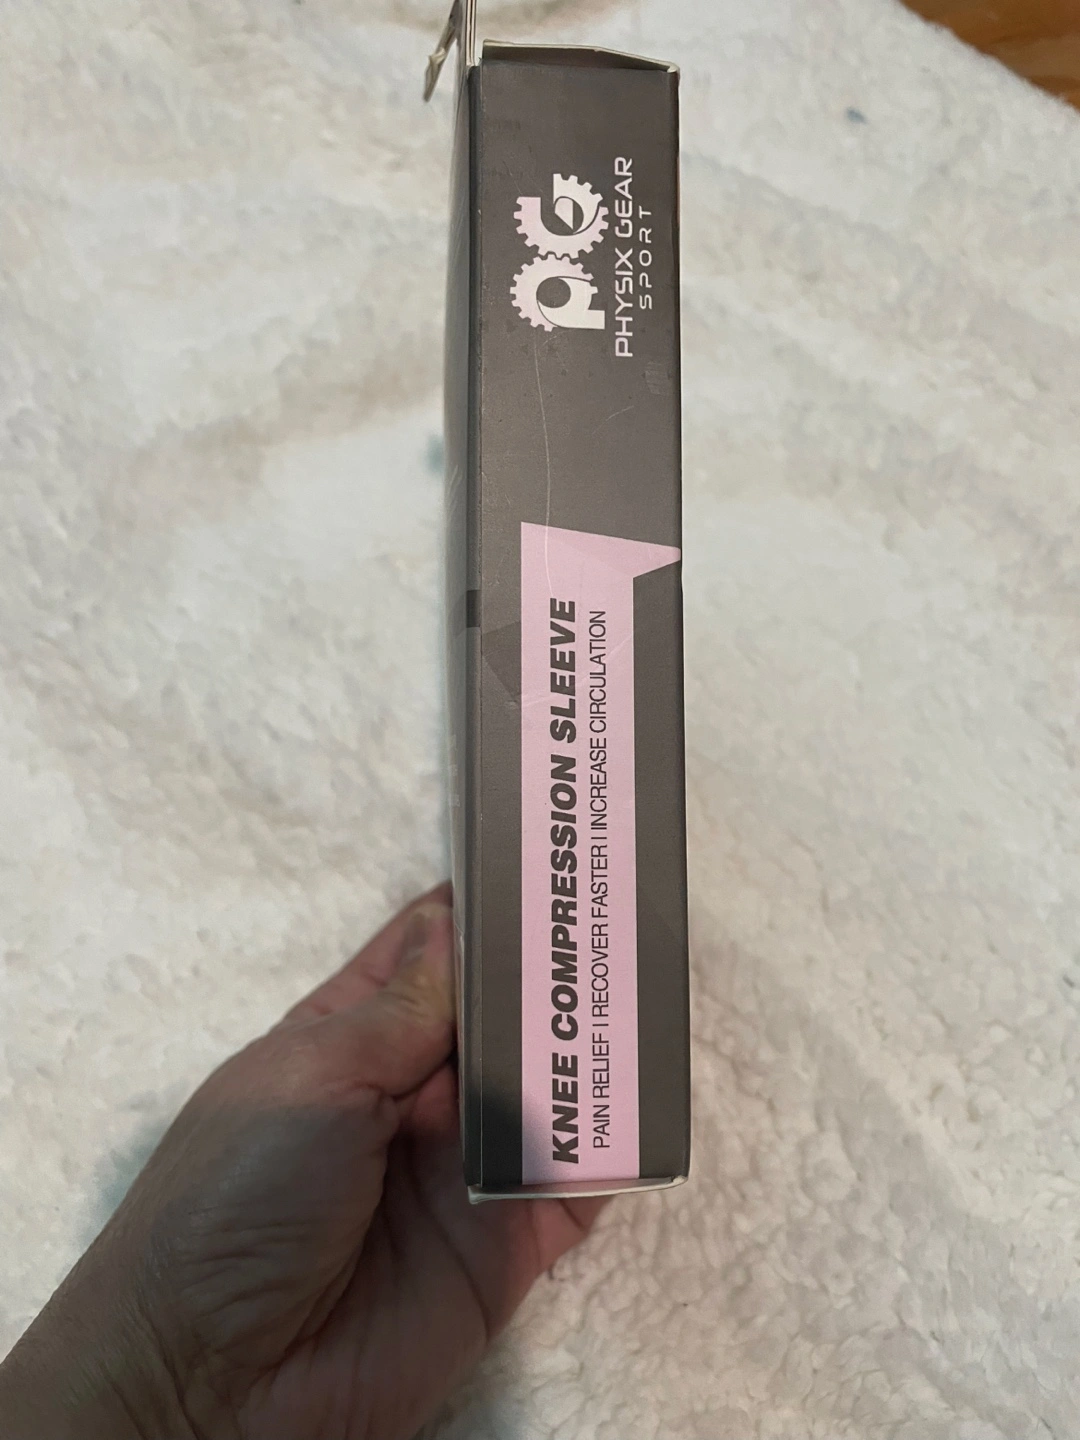 PG
PHYSIX GEAR
SPORT
KNEE COMPRESSION SLEEVE
PAIN RELIEF I RECOVER FASTER I INCREASE CIRCULATION